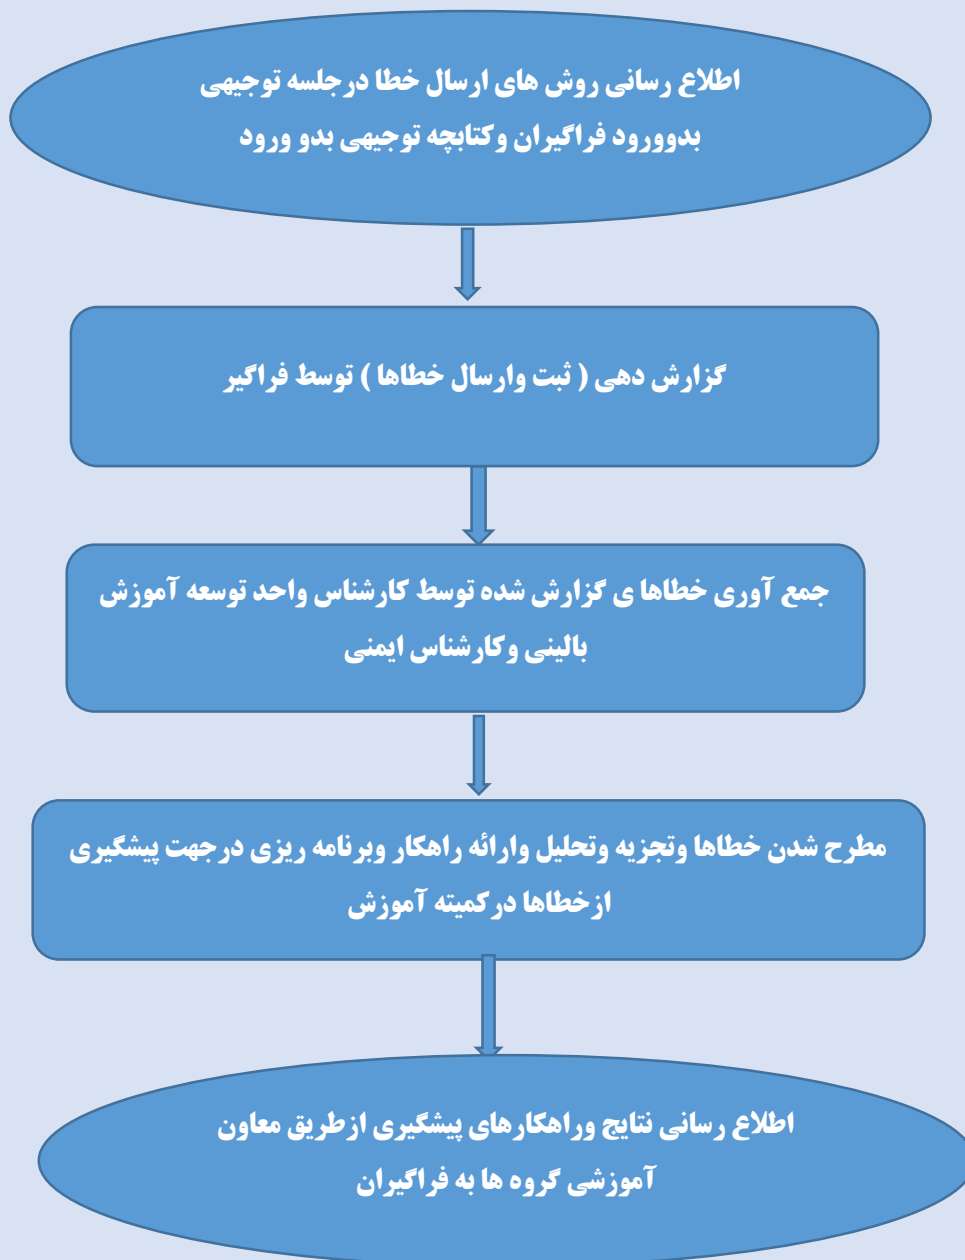 اطلاع رسانی روش های ارسال خطا درجلسه توجیهی
بدوورود فراگیران وکتابچه توجیهی بدو ورود
گزارش دهی ( ثبت وارسال خطاها ) توسط فراگیر
جمع آوری خطاها ی گزارش شده توسط کارشناس واحد توسعه آموزش
بالینی وکارشناس ایمنی
مطرح شدن خطاها وتجزیه وتحلیل وارائه راهکار وبرنامه ریزی درجهت پیشگیری
ازخطاها درکمیته آموزش
اطلاع رسانی نتایج وراهکارهای پیشگیری ازطریق معاون
آموزشی گروه ها به فراگیران